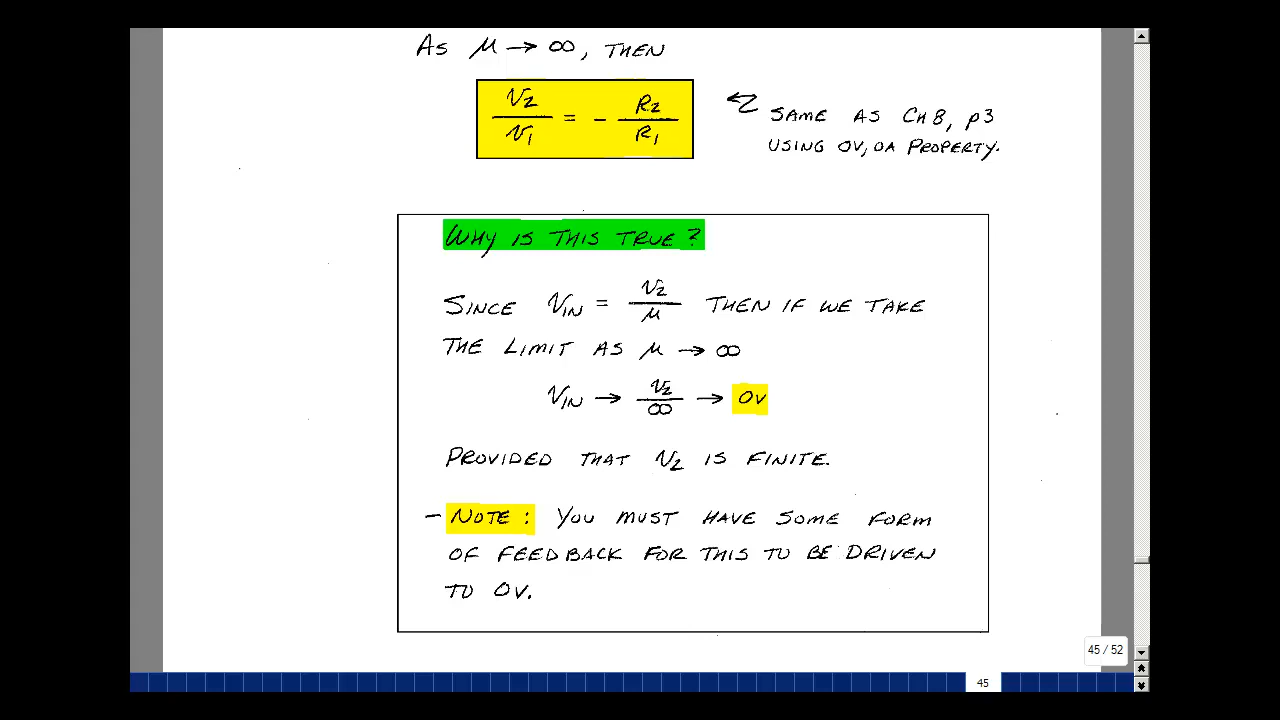 AS μ → ∞, THEN
V2/V1 = - R2/R1
SAME AS CH 8, p3
USING 0V, 0A PROPERTY.
WHY IS THIS TRUE?
SINCE VIN = V2/μ THEN IF WE TAKE
THE LIMIT AS μ → ∞
VIN → V2/∞ → 0V
PROVIDED THAT V2 IS FINITE.
- NOTE: YOU MUST HAVE SOME FORM
OF FEEDBACK FOR THIS TO BE DRIVEN
TO 0V.
45 / 52
45